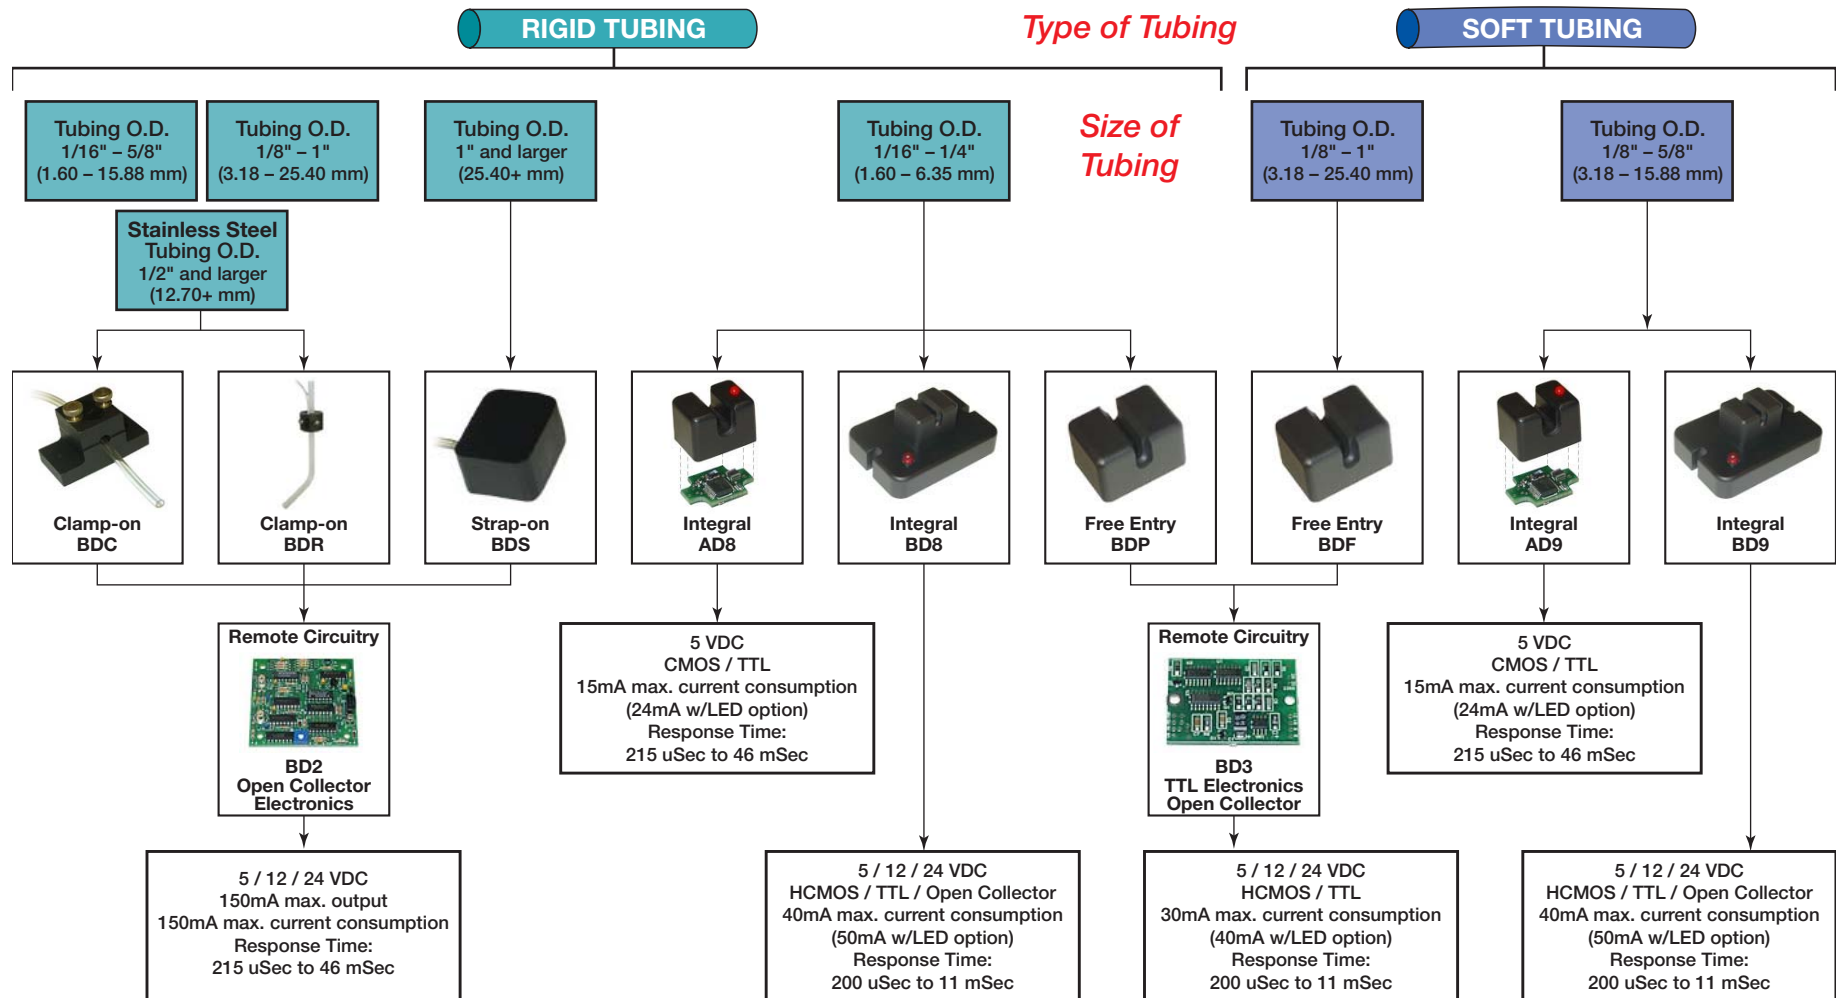 RIGID TUBING
Type of Tubing
SOFT TUBING
Tubing O.D.
1/16" – 5/8"
(1.60 – 15.88 mm)
Tubing O.D.
1/8" – 1"
(3.18 – 25.40 mm)
Tubing O.D.
1" and larger
(25.40+ mm)
Tubing O.D.
1/16" – 1/4"
(1.60 – 6.35 mm)
Size of
Tubing
Tubing O.D.
1/8" – 1"
(3.18 – 25.40 mm)
Tubing O.D.
1/8" – 5/8"
(3.18 – 15.88 mm)
Stainless Steel
Tubing O.D.
1/2" and larger
(12.70+ mm)
Clamp-on
BDC
Clamp-on
BDR
Strap-on
BDS
Integral
AD8
Integral
BD8
Free Entry
BDP
Free Entry
BDF
Integral
AD9
Integral
BD9
Remote Circuitry
BD2
Open Collector
Electronics
5 VDC
CMOS / TTL
15mA max. current consumption
(24mA w/LED option)
Response Time:
215 uSec to 46 mSec
Remote Circuitry
BD3
TTL Electronics
Open Collector
5 VDC
CMOS / TTL
15mA max. current consumption
(24mA w/LED option)
Response Time:
215 uSec to 46 mSec
5 / 12 / 24 VDC
150mA max. output
150mA max. current consumption
Response Time:
215 uSec to 46 mSec
5 / 12 / 24 VDC
HCMOS / TTL / Open Collector
40mA max. current consumption
(50mA w/LED option)
Response Time:
200 uSec to 11 mSec
5 / 12 / 24 VDC
HCMOS / TTL
30mA max. current consumption
(40mA w/LED option)
Response Time:
200 uSec to 11 mSec
5 / 12 / 24 VDC
HCMOS / TTL / Open Collector
40mA max. current consumption
(50mA w/LED option)
Response Time:
200 uSec to 11 mSec